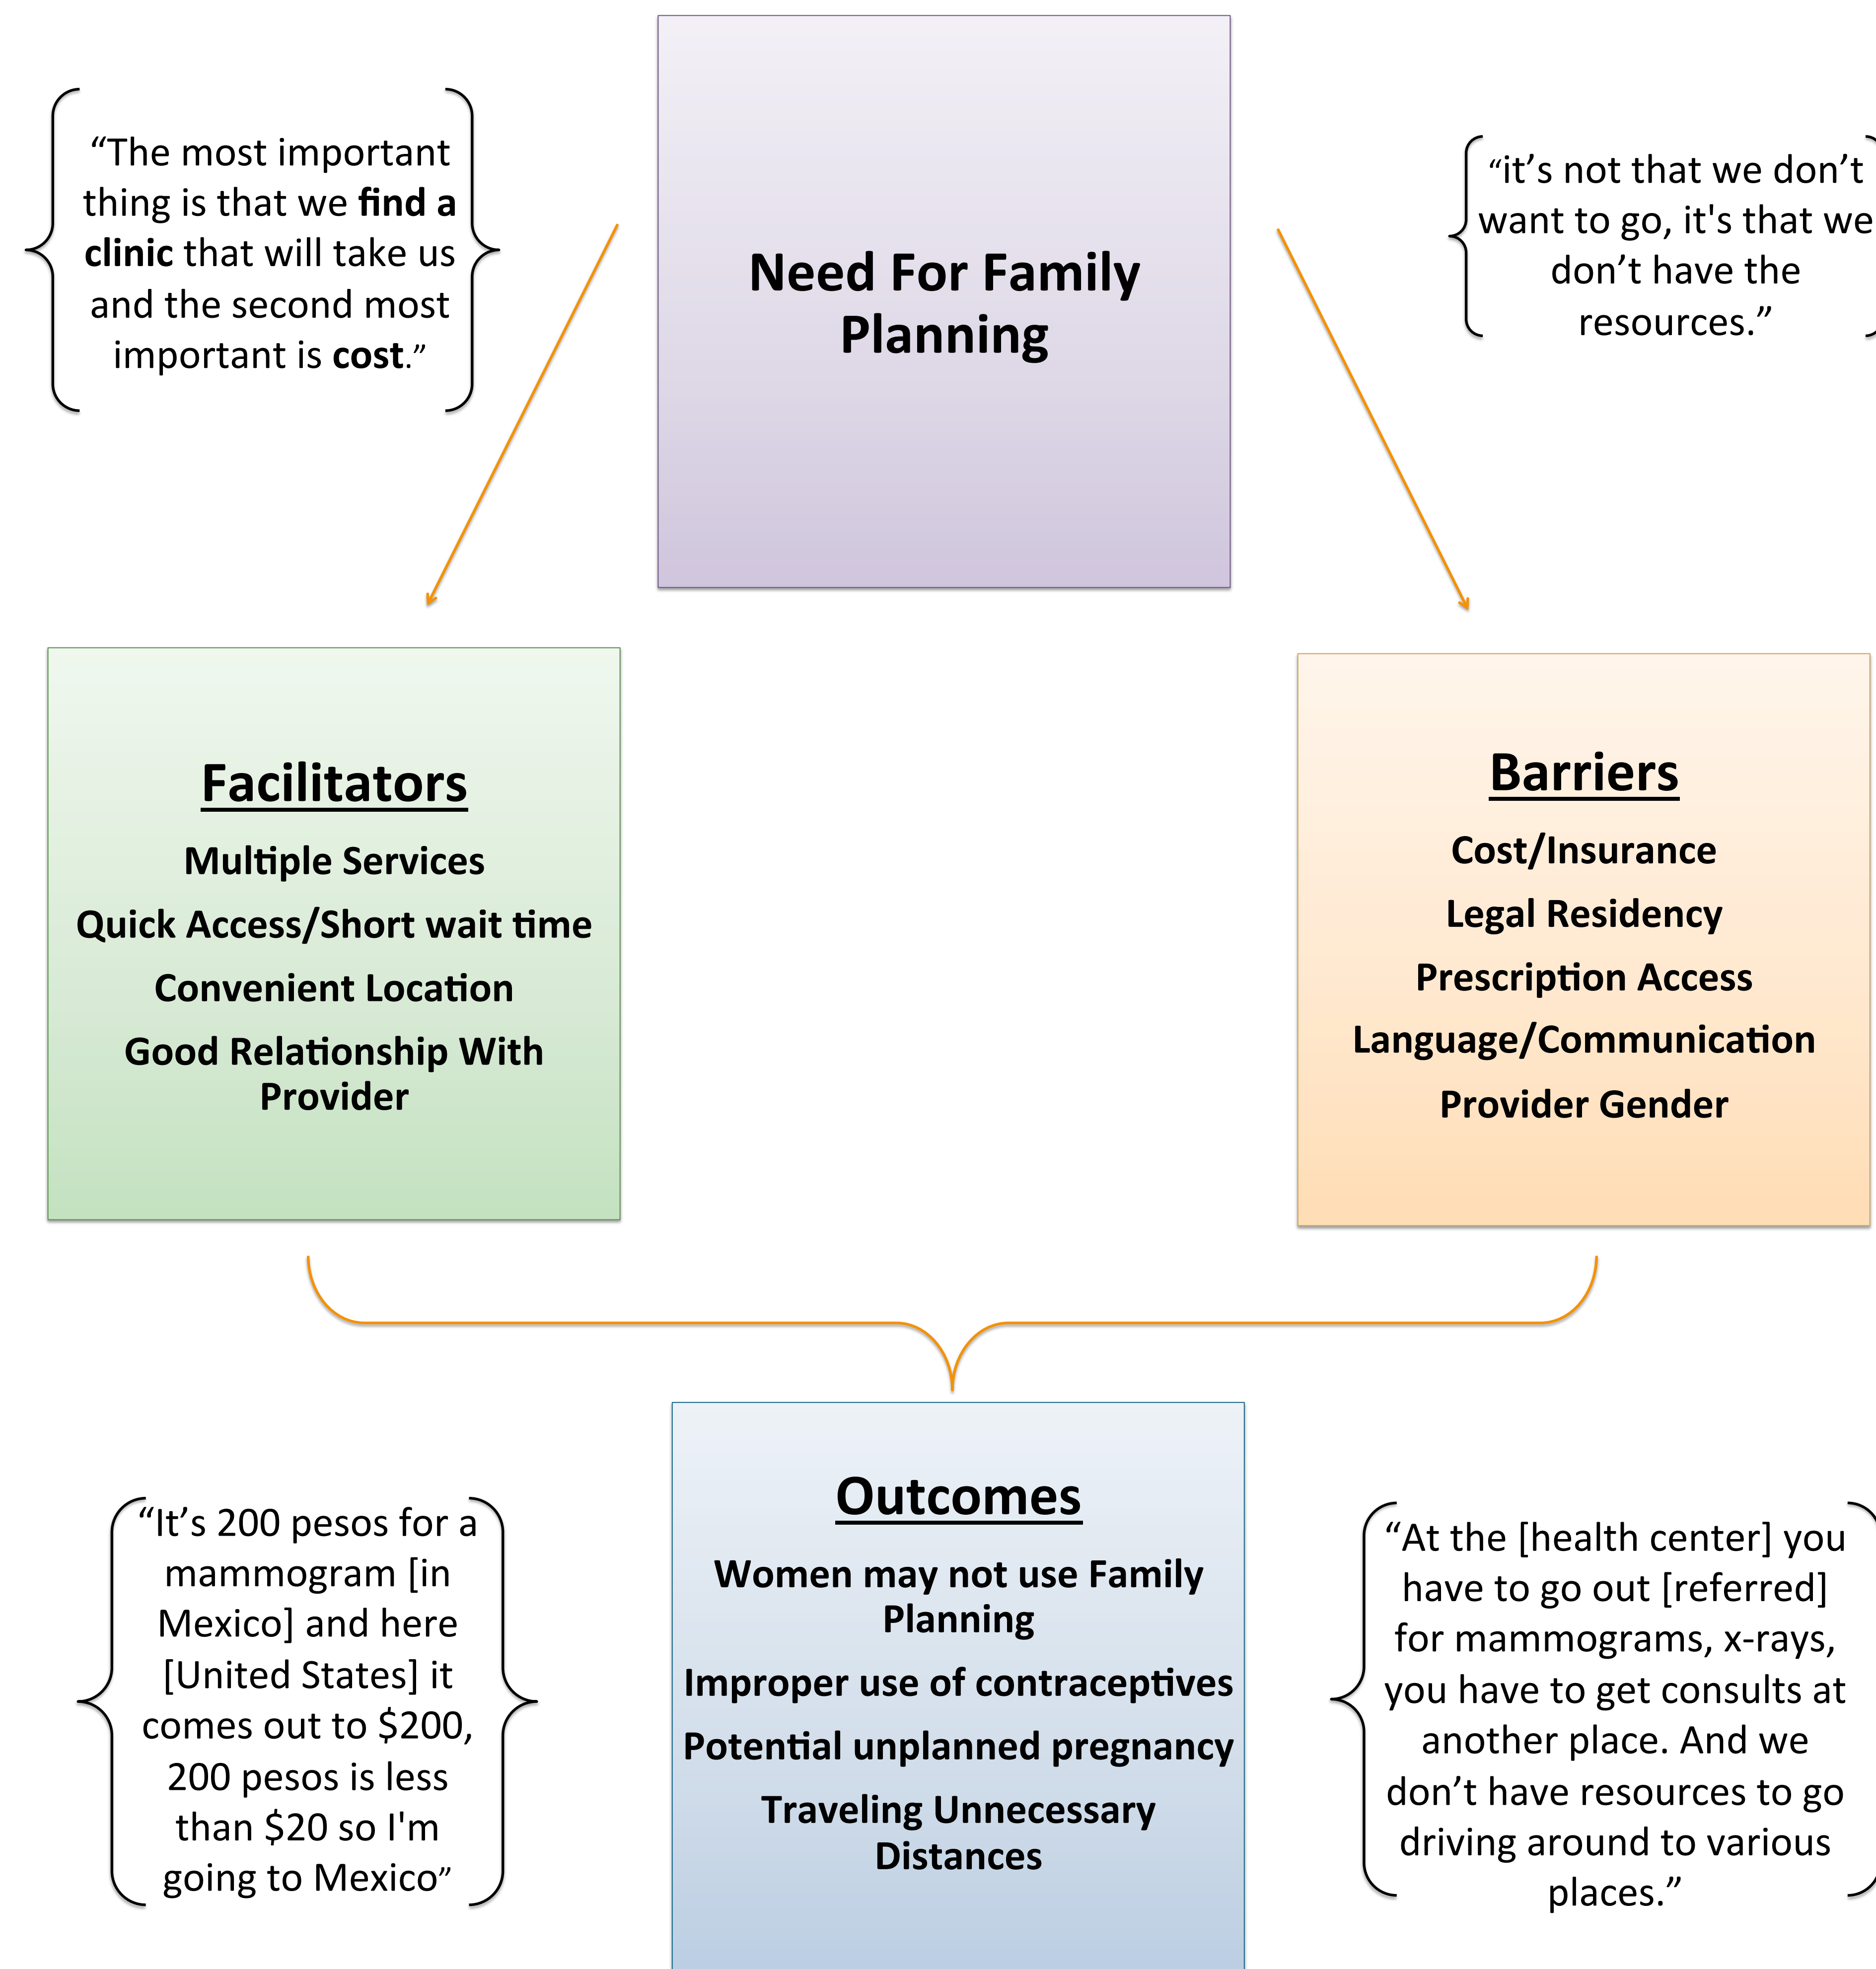 “The most important
thing is that we find a
clinic that will take us
and the second most
important is cost.”
Need For Family
Planning
“it’s not that we don’t
want to go, it's that we
don’t have the
resources.”
Facilitators
Multiple Services
Quick Access/Short wait time
Convenient Location
Good Relationship With
Provider
Barriers
Cost/Insurance
Legal Residency
Prescription Access
Language/Communication
Provider Gender
“It’s 200 pesos for a
mammogram [in
Mexico] and here
[United States] it
comes out to $200,
200 pesos is less
than $20 so I'm
going to Mexico”
Outcomes
Women may not use Family
Planning
Improper use of contraceptives
Potential unplanned pregnancy
Traveling Unnecessary
Distances
“At the [health center] you
have to go out [referred]
for mammograms, x-rays,
you have to get consults at
another place. And we
don’t have resources to go
driving around to various
places.”